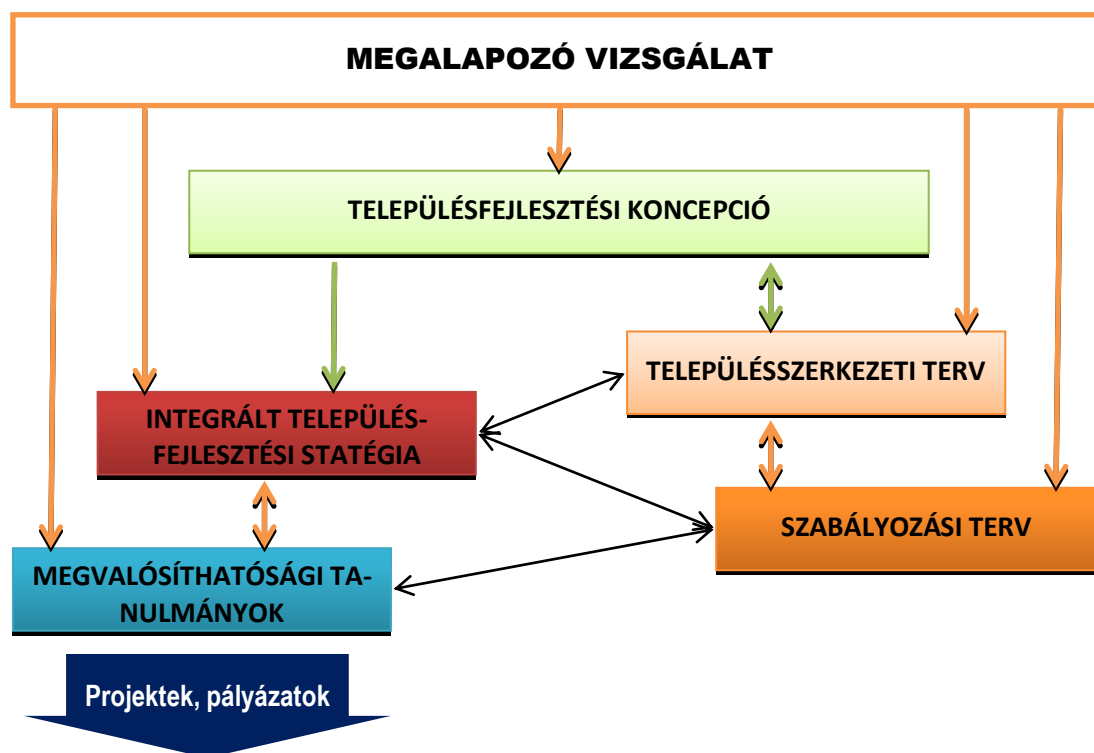 MEGALAPOZÓ VIZSGÁLAT
TELEPÜLÉSFEJLESZTÉSI KONCEPCIÓ
TELEPÜLÉSSZERKEZETI TERV
INTEGRÁLT TELEPÜLÉS-
FEJLESZTÉSI STATÉGIA
SZABÁLYOZÁSI TERV
MEGVALÓSÍTHATÓSÁGI TA-
NULMÁNYOK
Projektek, pályázatok